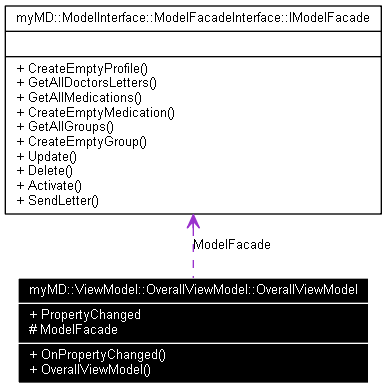 myMD::ModelInterface::ModelFacadeInterface::IModelFacade
+ CreateEmptyProfile()
+ GetAllDoctorsLetters()
+ GetAllMedications()
+ CreateEmptyMedication()
+ GetAllGroups()
+ CreateEmptyGroup()
+ Update()
+ Delete()
+ Activate()
+ SendLetter()
ModelFacade
myMD::ViewModel::OverallViewModel::OverallViewModel
+ PropertyChanged
# ModelFacade
+ OnPropertyChanged()
+ OverallViewModel()